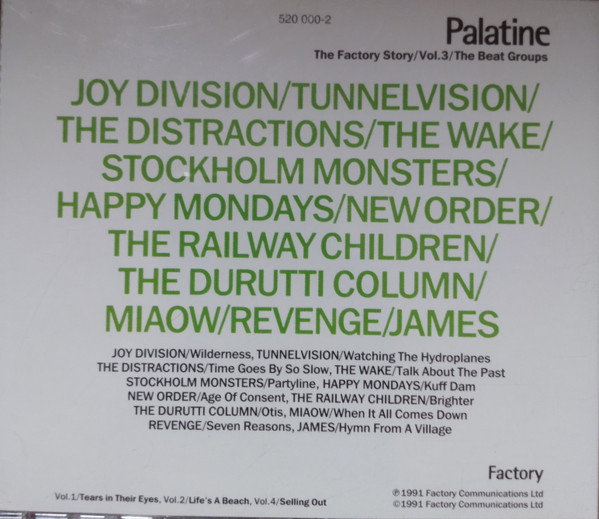 520 000-2
Palatine
The Factory Story/Vol.3/The Beat Groups
JOY DIVISION/TUNNELVISION/
THE DISTRACTIONS/THE WAKE/
STOCKHOLM MONSTERS/
HAPPY MONDAYS/NEW ORDER/
THE RAILWAY CHILDREN/
THE DURUTTI COLUMN/
MIAOW/REVENGE/JAMES
JOY DIVISION/Wilderness, TUNNELVISION/Watching The Hydroplanes
THE DISTRACTIONS/Time Goes By So Slow, THE WAKE/Talk About The Past
STOCKHOLM MONSTERS/Partyline, HAPPY MONDAYS/Kuff Dam
NEW ORDER/Age Of Consent, THE RAILWAY CHILDREN/Brighter
THE DURUTTI COLUMN/Otis, MIAOW/When It All Comes Down
REVENGE/Seven Reasons, JAMES/Hymn From A Village
Factory
Vol.1/Tears in Their Eyes, Vol.2/Life's A Beach, Vol.4/Selling Out
℗1991 Factory Communications Ltd
©1991 Factory Communications Ltd